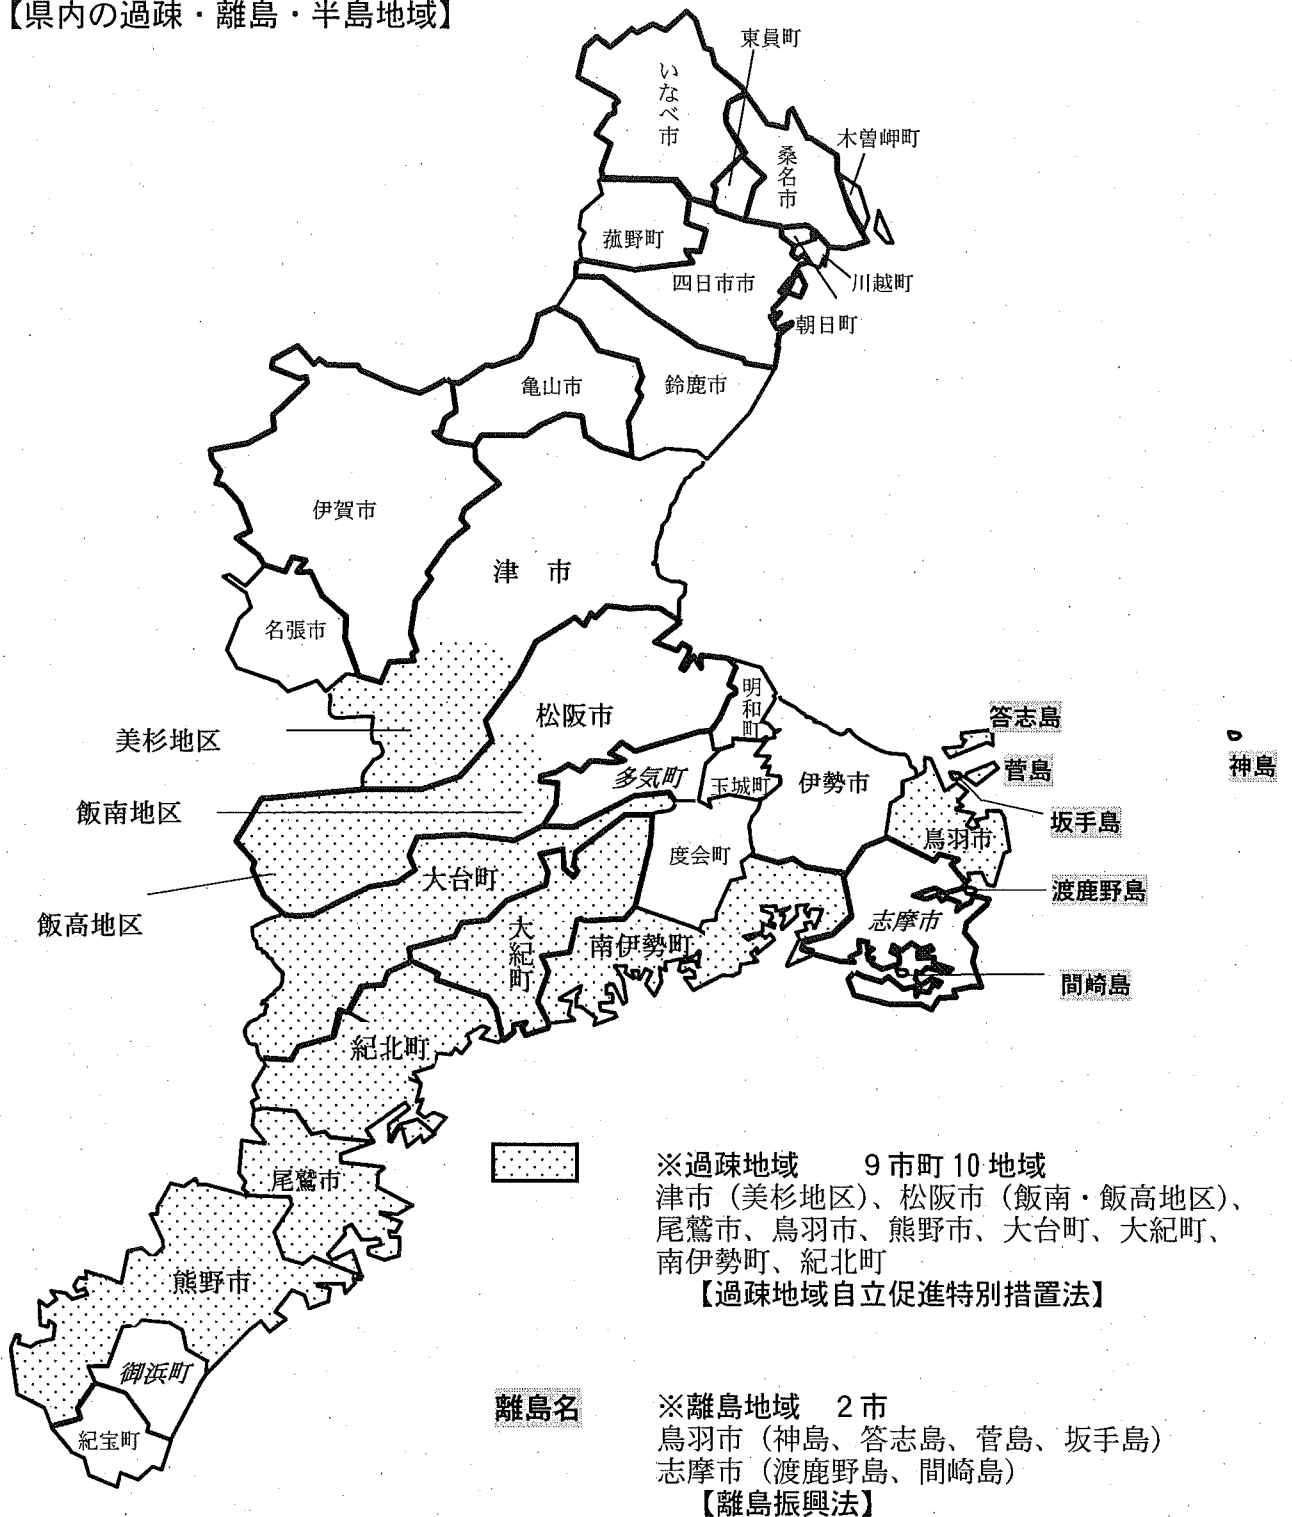 【県内の過疎・離島・半島地域】
東員町
いなべ市
木曽岬町
桑名市
菰野町
四日市市
川越町
朝日町
亀山市
鈴鹿市
伊賀市
津 市
名張市
松阪市
明和町
答志島
美杉地区
神島
多気町
玉城町
伊勢市
菅島
飯南地区
坂手島
鳥羽市
度会町
大台町
渡鹿野島
飯高地区
志摩市
大紀町
南伊勢町
間崎島
紀北町
※過疎地域 9市町10地域
尾鷲市
津市（美杉地区）、松阪市（飯南・飯高地区）、
尾鷲市、鳥羽市、熊野市、大台町、大紀町、
南伊勢町、紀北町
熊野市
【過疎地域自立促進特別措置法】
御浜町
離島名
※離島地域 2市
紀宝町
鳥羽市（神島、答志島、菅島、坂手島）
志摩市（渡鹿野島、間崎島）
【離島振興法】